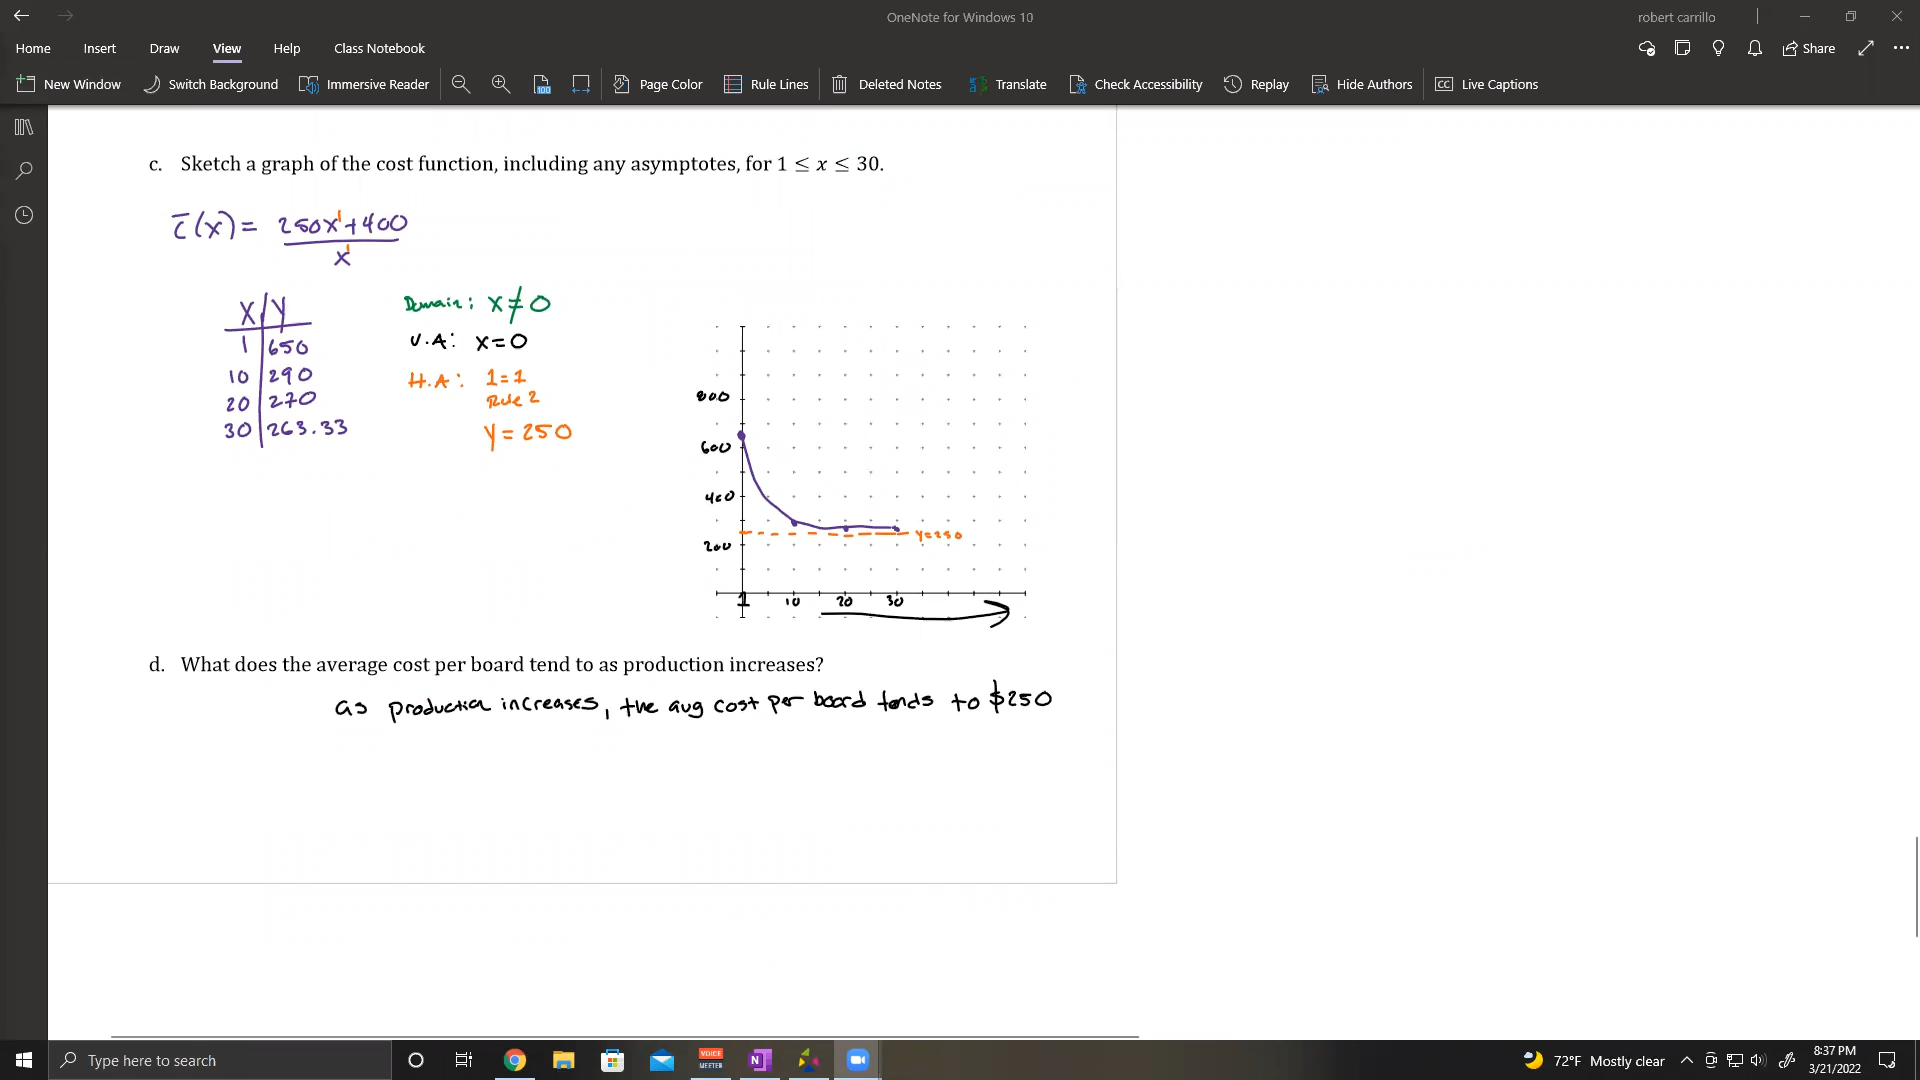 OneNote for Windows 10
robert carrillo
Home Insert Draw View Help Class Notebook
Share
New Window Switch Background Immersive Reader 100 Page Color Rule Lines Deleted Notes Translate Check Accessibility Replay Hide Authors Live Captions
c. Sketch a graph of the cost function, including any asymptotes, for 1 ≤ x ≤ 30.
C̄(x) = 250x¹+400
x¹
X Y
1 650
10 290
20 270
30 263.33
Domain: x ≠ 0
V.A: x=0
H.A: 1=1
Rule 2
y = 250
800
600
400
200
y=250
1 10 20 30
d. What does the average cost per board tend to as production increases?
as production increases, the avg cost per board tends to $250
Type here to search
VOICE
MEETER
N
72°F Mostly clear
8:37 PM
3/21/2022